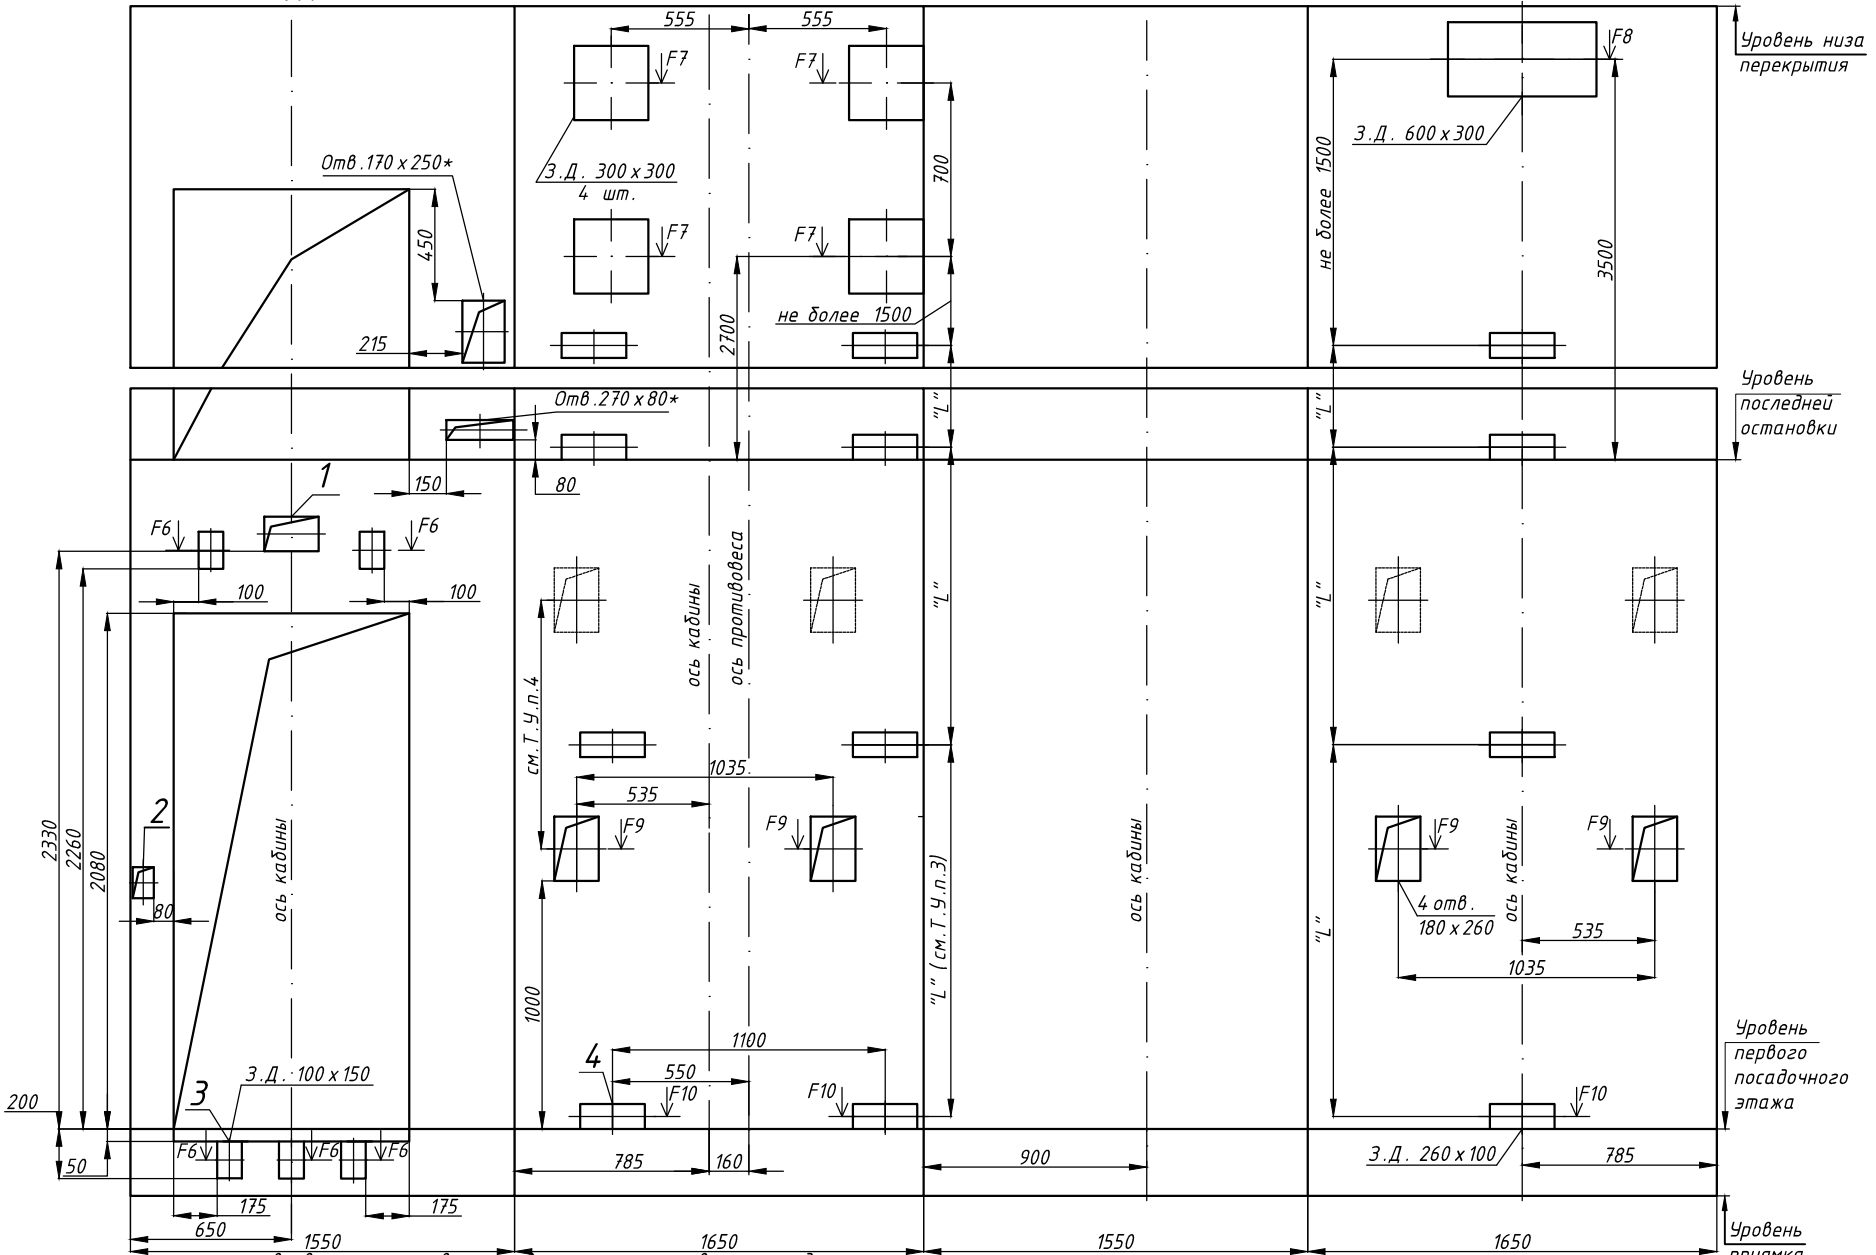 555
555
F7
F7
F8
Уровень низа
перекрытия
Отв.170 x 250*
З.Д. 300 x 300
4 шт.
700
не более 1500
З.Д. 600 x 300
450
F7
F7
3500
215
2700
не более 1500
Уровень
последней
остановки
Отв.270 x 80*
"L"
"L"
150
80
1
F6
F6
100
100
ось кабины
ось противовеса
"L"
"L"
см.Т.У.п.4
1035
535
2
2330
2260
2080
80
ось кабины
F9
F9
"L" (см.Т.У.п.3)
ось кабины
"L"
F9
F9
ось кабины
4 отв.
180 x 260
535
1035
1000
1100
4
550
F10
F10
F10
Уровень
первого
посадочного
этажа
З.Д. 100 x 150
3
200
F6
F6
F6
50
785
160
900
З.Д. 260 x 100
785
175
175
650
1550
1650
1550
1650
Уровень
приямка